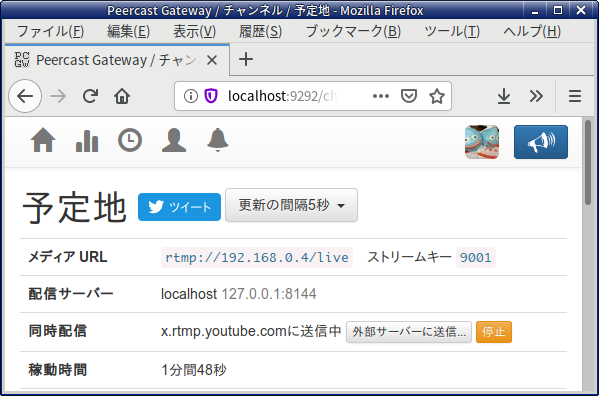 Peercast Gateway / チャンネル / 予定地 - Mozilla Firefox
ファイル(F) 編集(E) 表示(V) 履歴(S) ブックマーク(B) ツール(T) ヘルプ(H)
PC GW Peercast Gateway / チャン
localhost:9292/ch
予定地 ツイート 更新の間隔5秒
メディア URL rtmp://192.168.0.4/live ストリームキー 9001
配信サーバー localhost 127.0.0.1:8144
同時配信 x.rtmp.youtube.comに送信中 外部サーバーに送信... 停止
稼動時間 1分間48秒